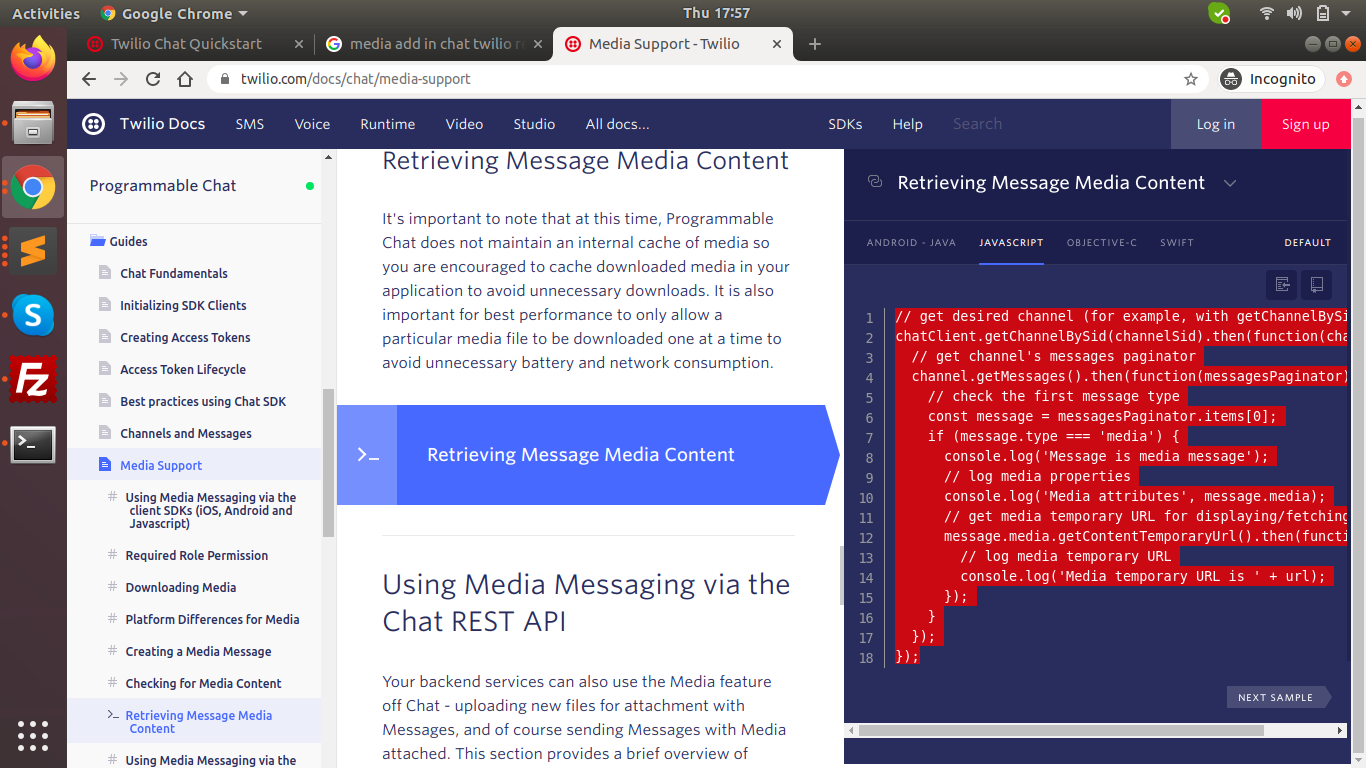 Activities
Google Chrome
Thu 17:57
Twilio Chat Quickstart
media add in chat twilio r
Media Support - Twilio
twilio.com/docs/chat/media-support
Incognito
Twilio Docs
SMS
Voice
Runtime
Video
Studio
All docs...
SDKs
Help
Search
Log in
Sign up
Programmable Chat
Guides
Chat Fundamentals
Initializing SDK Clients
Creating Access Tokens
Access Token Lifecycle
Best practices using Chat SDK
Channels and Messages
Media Support
# Using Media Messaging via the
client SDKs (iOS, Android and
Javascript)
# Required Role Permission
# Downloading Media
# Platform Differences for Media
# Creating a Media Message
# Checking for Media Content
>_ Retrieving Message Media
Content
# Using Media Messaging via the
Retrieving Message Media Content
It's important to note that at this time, Programmable
Chat does not maintain an internal cache of media so
you are encouraged to cache downloaded media in your
application to avoid unnecessary downloads. It is also
important for best performance to only allow a
particular media file to be downloaded one at a time to
avoid unnecessary battery and network consumption.
>_ Retrieving Message Media Content
Using Media Messaging via the
Chat REST API
Your backend services can also use the Media feature
off Chat - uploading new files for attachment with
Messages, and of course sending Messages with Media
attached. This section provides a brief overview of
Retrieving Message Media Content
ANDROID - JAVA
JAVASCRIPT
OBJECTIVE-C
SWIFT
DEFAULT
1 // get desired channel (for example, with getChannelBySi
2 chatClient.getChannelBySid(channelSid).then(function(cha
3 // get channel's messages paginator
4 channel.getMessages().then(function(messagesPaginator)
5 // check the first message type
6 const message = messagesPaginator.items[0];
7 if (message.type === 'media') {
8 console.log('Message is media message');
9 // log media properties
10 console.log('Media attributes', message.media);
11 // get media temporary URL for displaying/fetching
12 message.media.getContentTemporaryUrl().then(functi
13 // log media temporary URL
14 console.log('Media temporary URL is ' + url);
15 });
16 }
17 });
18 });
NEXT SAMPLE